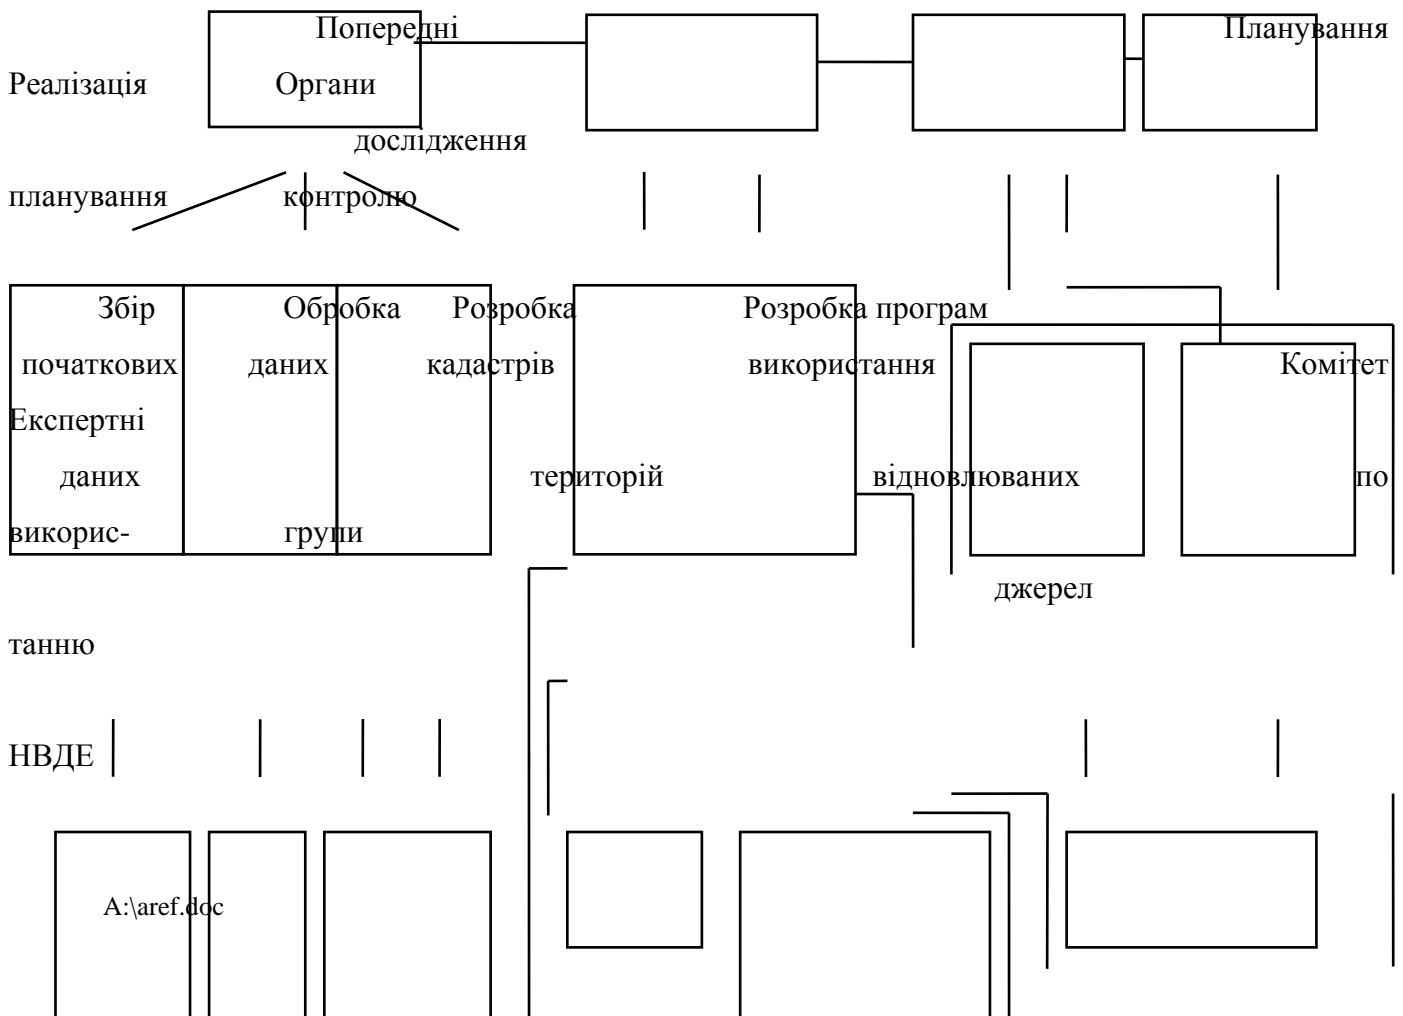 Попередні Планування
Реалізація Органи
дослідження
планування контролю
Збір Обробка Розробка Розробка програм
початкових даних кадастрів використання Комітет
Експертні
даних територій відновлюваних по
викорис- групи
джерел
танню
НВДЕ
A:\aref.doc